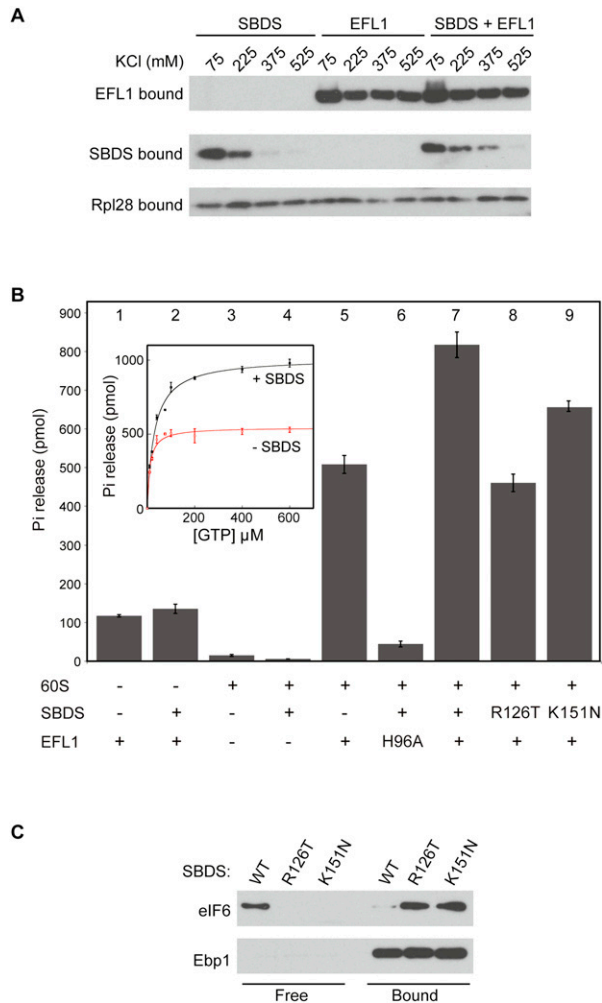 A
SBDS EFL1 SBDS + EFL1
KCl (mM) 75 225 375 525 75 225 375 525 75 225 375 525
EFL1 bound
SBDS bound
Rpl28 bound
B
900
800
700
600
500
400
300
200
100
0
Pi release (pmol)
1 2 3 4 5 6 7 8 9
1000
500
0
Pi release (pmol)
+ SBDS
- SBDS
200 400 600
[GTP] µM
60S - - + + + + + + +
SBDS - + - + - + + R126T K151N
EFL1 + + - - + H96A + + +
C
SBDS: WT R126T K151N WT R126T K151N
eIF6
Ebp1
Free Bound